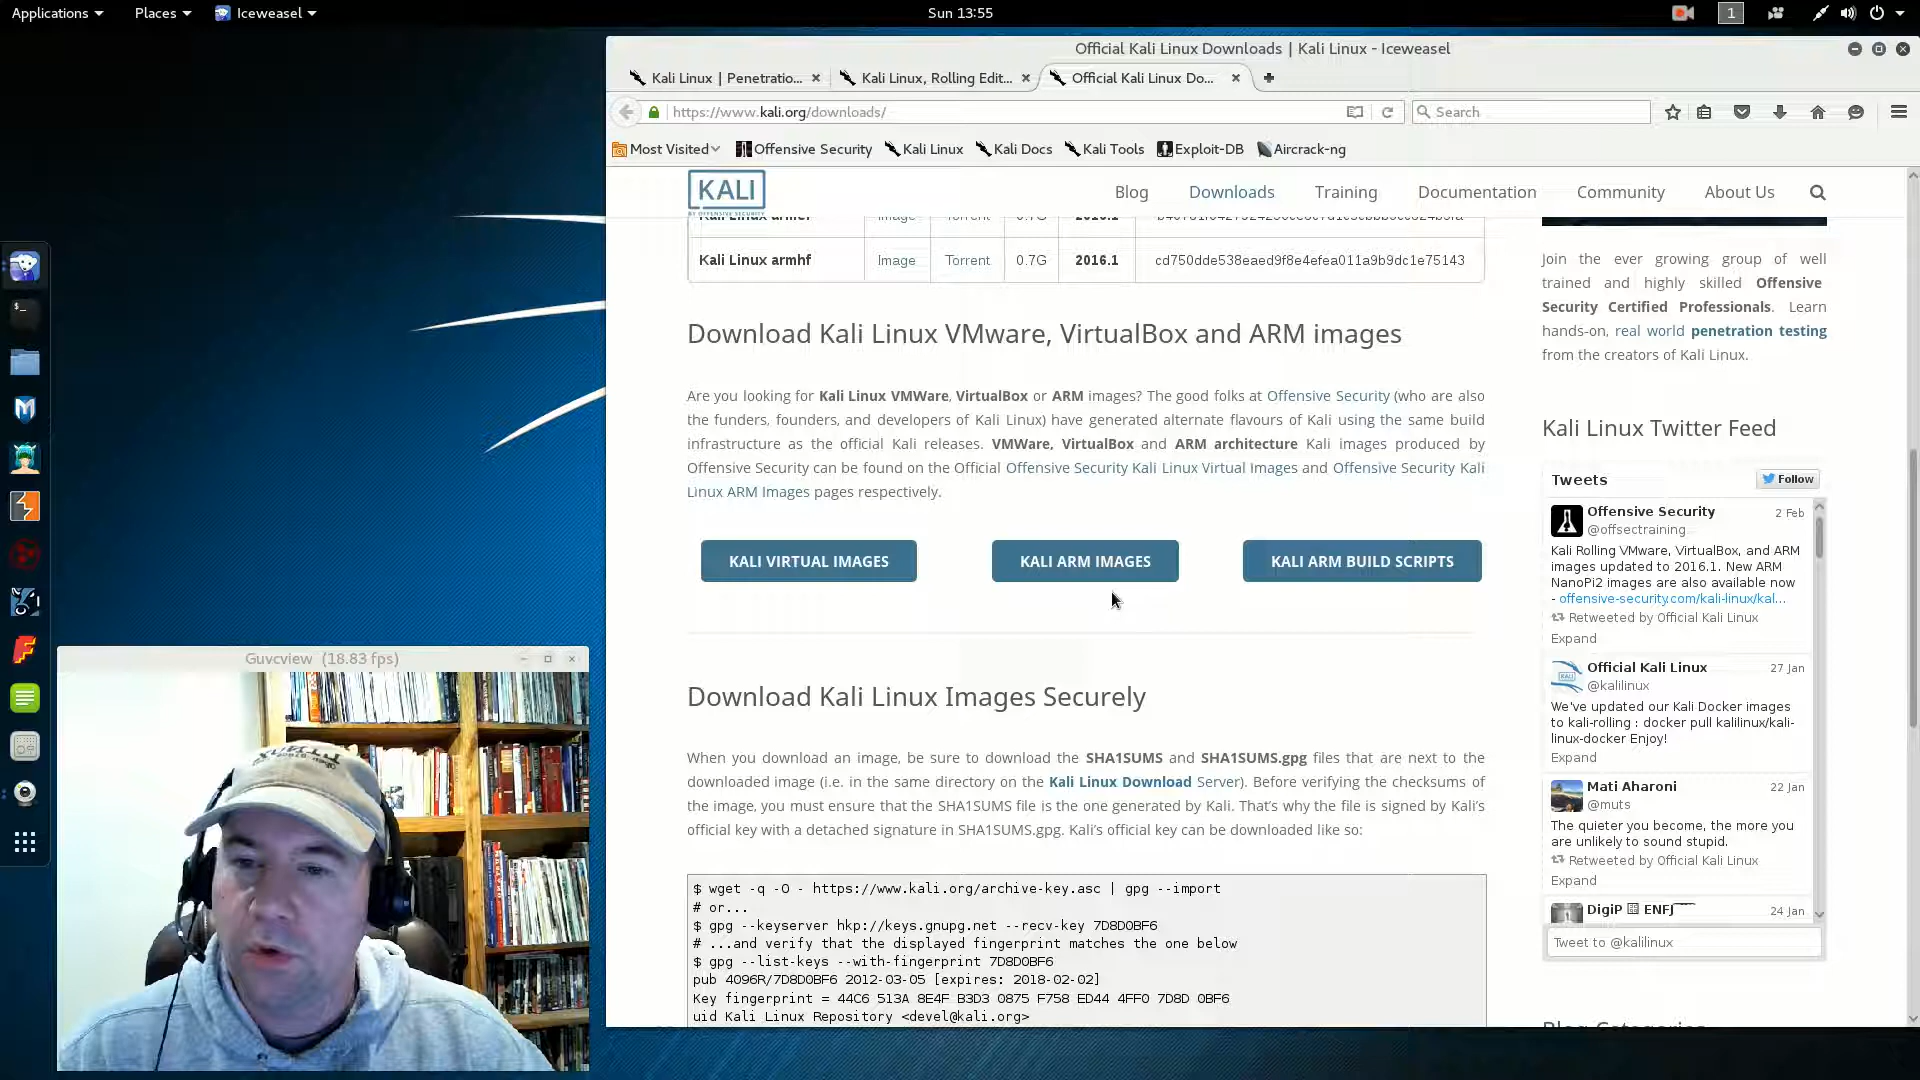 Applications
Places
Iceweasel
Sun 13:55
1
Official Kali Linux Downloads | Kali Linux - Iceweasel
Kali Linux | Penetratio...
Kali Linux, Rolling Edit...
Official Kali Linux Do...
https://www.kali.org/downloads/
Search
Most Visited
Offensive Security
Kali Linux
Kali Docs
Kali Tools
Exploit-DB
Aircrack-ng
KALI
BY OFFENSIVE SECURITY
Blog
Downloads
Training
Documentation
Community
About Us
Kali Linux armhf
Image
Torrent
0.7G
2016.1
cd750dde538eaed9f8e4efea011a9b9dc1e75143
Download Kali Linux VMware, VirtualBox and ARM images
Are you looking for Kali Linux VMWare, VirtualBox or ARM images? The good folks at Offensive Security (who are also
the funders, founders, and developers of Kali Linux) have generated alternate flavours of Kali using the same build
infrastructure as the official Kali releases. VMWare, VirtualBox and ARM architecture Kali images produced by
Offensive Security can be found on the Official Offensive Security Kali Linux Virtual Images and Offensive Security Kali
Linux ARM Images pages respectively.
KALI VIRTUAL IMAGES
KALI ARM IMAGES
KALI ARM BUILD SCRIPTS
Download Kali Linux Images Securely
When you download an image, be sure to download the SHA1SUMS and SHA1SUMS.gpg files that are next to the
downloaded image (i.e. in the same directory on the Kali Linux Download Server). Before verifying the checksums of
the image, you must ensure that the SHA1SUMS file is the one generated by Kali. That's why the file is signed by Kali's
official key with a detached signature in SHA1SUMS.gpg. Kali's official key can be downloaded like so:
$ wget -q -O - https://www.kali.org/archive-key.asc | gpg --import
# or...
$ gpg --keyserver hkp://keys.gnupg.net --recv-key 7D8D0BF6
# ...and verify that the displayed fingerprint matches the one below
$ gpg --list-keys --with-fingerprint 7D8D0BF6
pub 4096R/7D8D0BF6 2012-03-05 [expires: 2018-02-02]
Key fingerprint = 44C6 513A 8E4F B3D3 0875 F758 ED44 4FF0 7D8D 0BF6
uid Kali Linux Repository <devel@kali.org>
Join the ever growing group of well
trained and highly skilled Offensive
Security Certified Professionals. Learn
hands-on, real world penetration testing
from the creators of Kali Linux.
Kali Linux Twitter Feed
Tweets
Follow
Offensive Security
2 Feb
@offsectraining
Kali Rolling VMware, VirtualBox, and ARM
images updated to 2016.1. New ARM
NanoPi2 images are also available now
- offensive-security.com/kali-linux/kal...
Retweeted by Official Kali Linux
Expand
Official Kali Linux
27 Jan
@kalilinux
We've updated our Kali Docker images
to kali-rolling : docker pull kalilinux/kali-
linux-docker Enjoy!
Expand
Mati Aharoni
22 Jan
@muts
The quieter you become, the more you
are unlikely to sound stupid.
Retweeted by Official Kali Linux
Expand
DigiP
ENFJ
24 Jan
Tweet to @kalilinux
Blog Categories
Guvcview (18.83 fps)